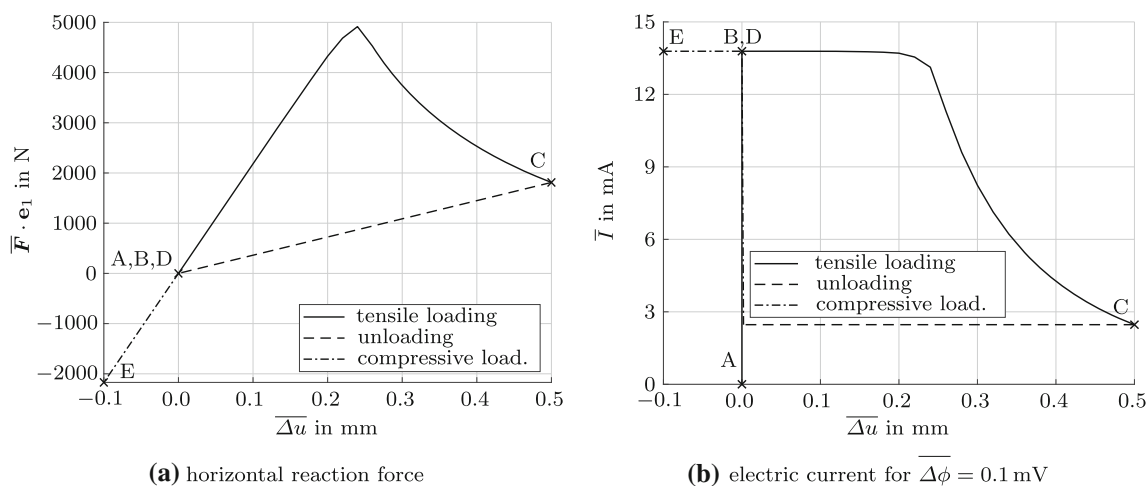 5000
4000
3000
2000
1000
0
−1000
−2000
−0.1 0.0 0.1 0.2 0.3 0.4 0.5
F · e1 in N
Δu in mm
A,B,D
C
E
tensile loading
unloading
compressive load.
(a) horizontal reaction force
15
12
9
6
3
0
−0.1 0.0 0.1 0.2 0.3 0.4 0.5
I in mA
Δu in mm
E
B,D
A
C
tensile loading
unloading
compressive load.
(b) electric current for Δϕ = 0.1 mV